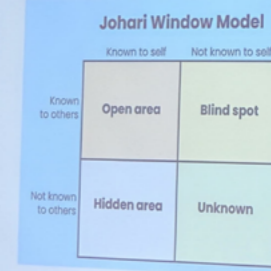 Johari Window Model
Known to self Not known to self
Known
to others
Open area Blind spot
Not known
to others
Hidden area Unknown